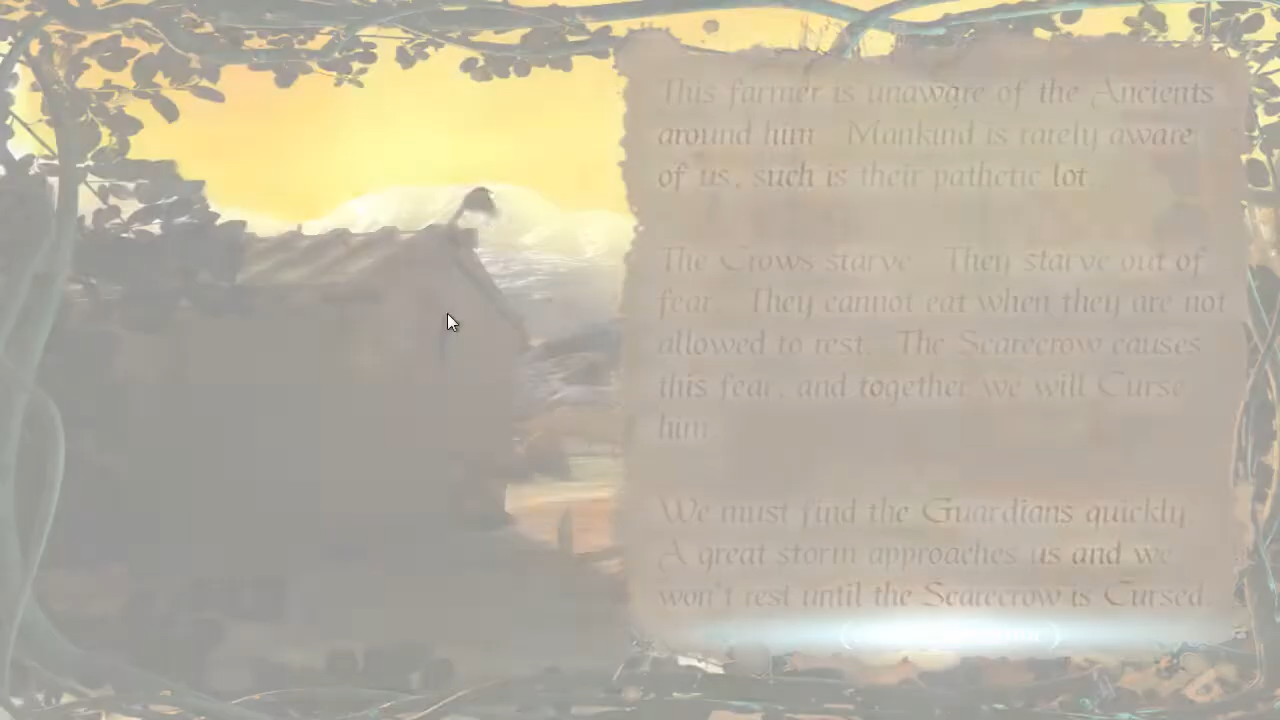 This farmer is unaware of the Ancients
around him. Mankind is rarely aware
of us, such is their pathetic lot.
The Crows starve. They starve out of
fear. They cannot eat when they are not
allowed to rest. The Scarecrow causes
this fear, and together we will Curse
him.
We must find the Guardians quickly.
A great storm approaches us and we
won't rest until the Scarecrow is Cursed.